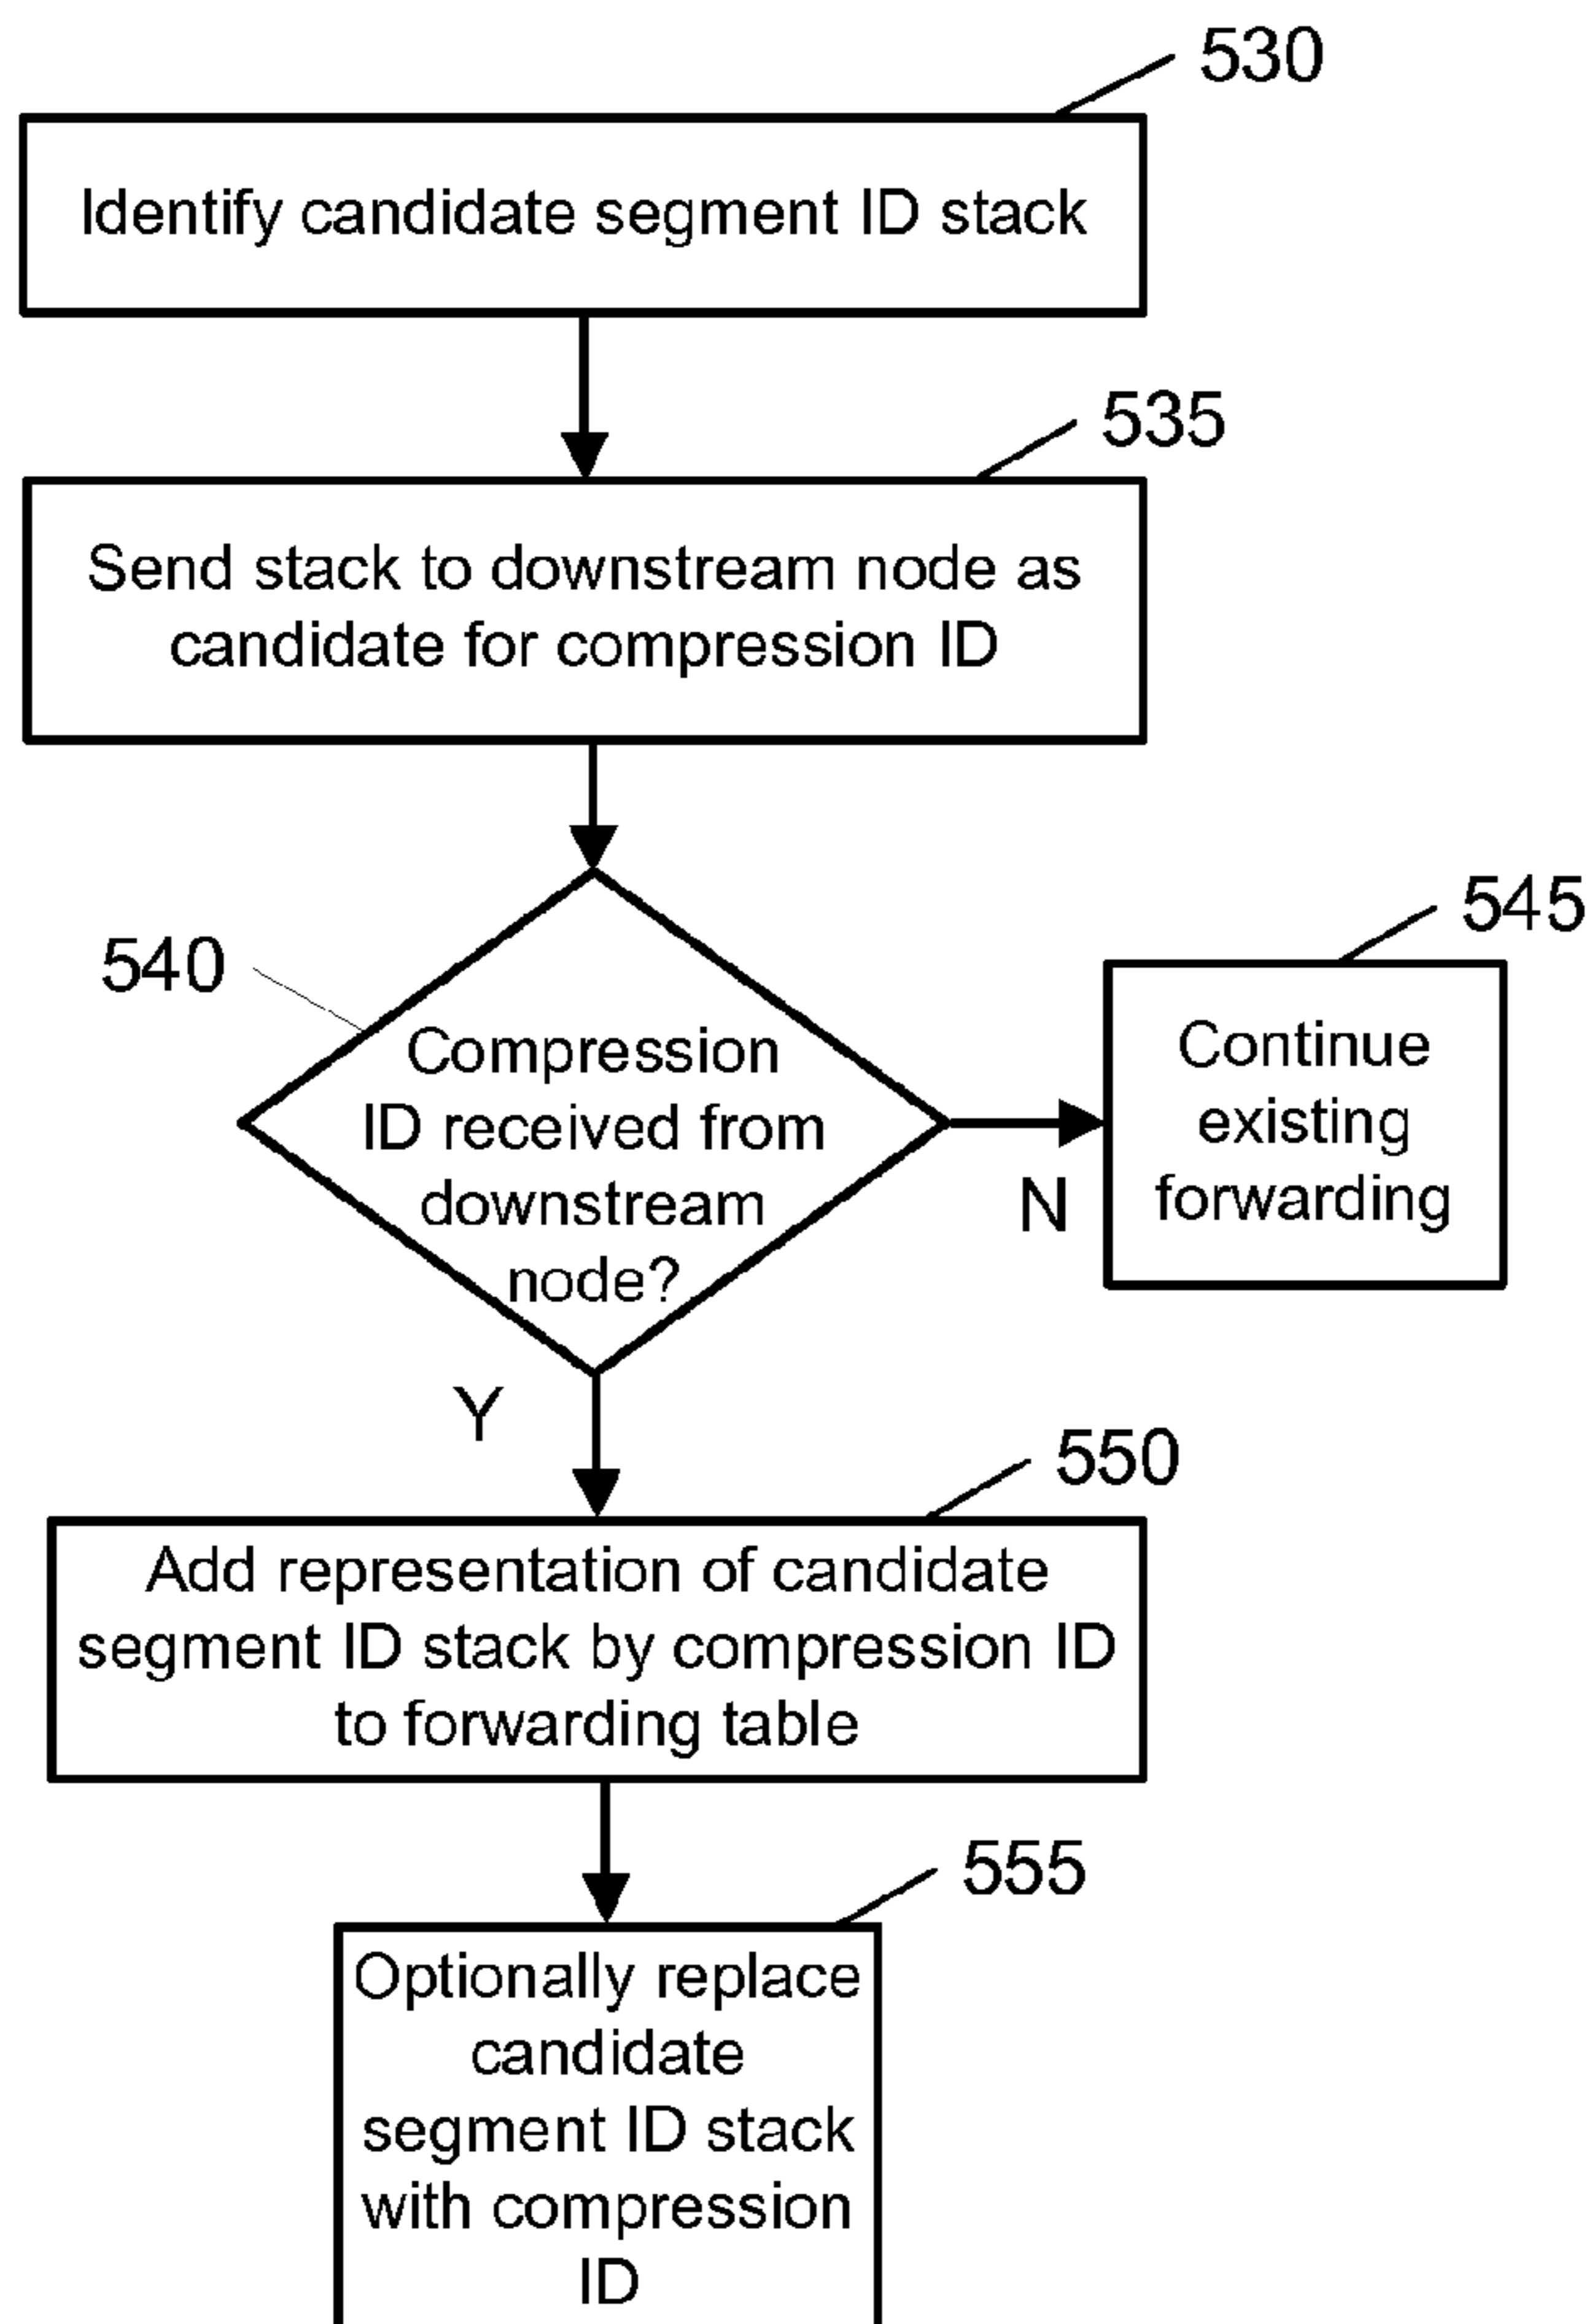 530
Identify candidate segment ID stack
535
Send stack to downstream node as
candidate for compression ID
540
Compression
ID received from
downstream
node?
N
545
Continue
existing
forwarding
Y
550
Add representation of candidate
segment ID stack by compression ID
to forwarding table
555
Optionally replace
candidate
segment ID stack
with compression
ID